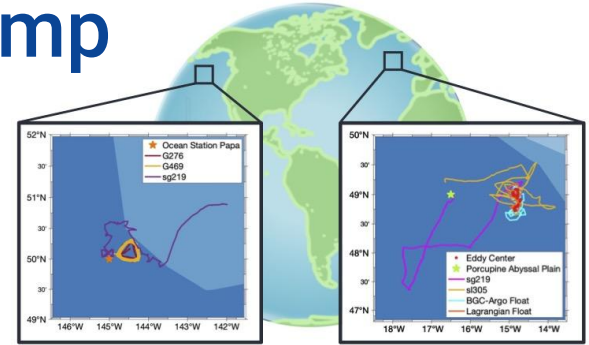 mp
52°N
30'
51°N
30'
50°N
30'
49°N
146°W
145°W
144°W
143°W
142°W
Ocean Station Papa
G276
G469
sg219
50°N
30'
49°N
30'
48°N
30'
47°N
18°W
17°W
16°W
15°W
14°W
Eddy Center
Porcupine Abyssal Plain
sg219
sl305
BGC-Argo Float
Lagrangian Float